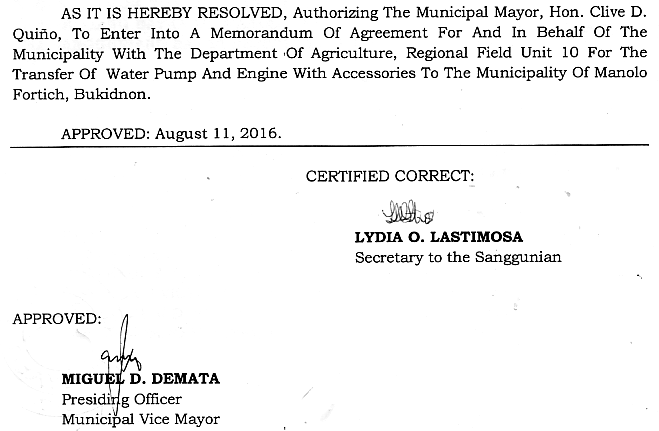 AS IT IS HEREBY RESOLVED, Authorizing The Municipal Mayor, Hon. Clive D.
Quiño, To Enter Into A Memorandum Of Agreement For And In Behalf Of The
Municipality With The Department Of Agriculture, Regional Field Unit 10 For The
Transfer Of Water Pump And Engine With Accessories To The Municipality Of Manolo
Fortich, Bukidnon.
APPROVED: August 11, 2016.
CERTIFIED CORRECT:
LYDIA O. LASTIMOSA
Secretary to the Sanggunian
APPROVED:
MIGUEL D. DEMATA
Presiding Officer
Municipal Vice Mayor